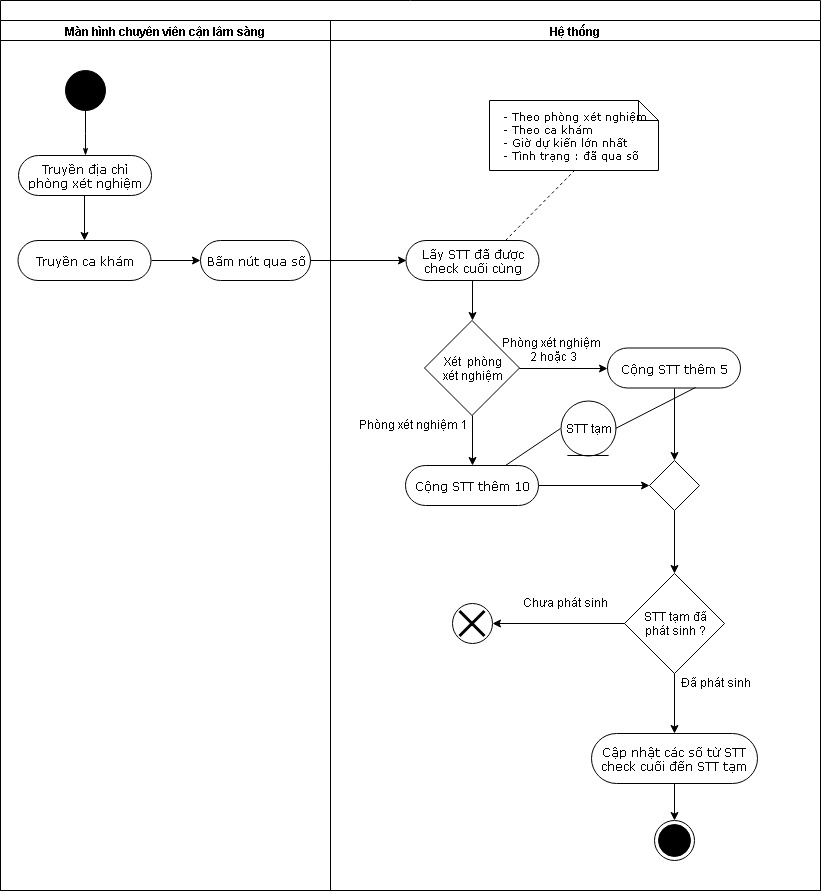 Màn hình chuyên viên cận lâm sàng
Hệ thống
- Theo phòng xét nghiệm
- Theo ca khám
- Giờ dự kiến lớn nhất
- Tình trạng : đã qua số
Truyền địa chỉ
phòng xét nghiệm
Truyền ca khám
Bấm nút qua số
Lấy STT đã được
check cuối cùng
Xét phòng
xét nghiệm
Phòng xét nghiệm
2 hoặc 3
Cộng STT thêm 5
Phòng xét nghiệm 1
STT tạm
Cộng STT thêm 10
Chưa phát sinh
STT tạm đã
phát sinh ?
Đã phát sinh
Cập nhật các số từ STT
check cuối đến STT tạm